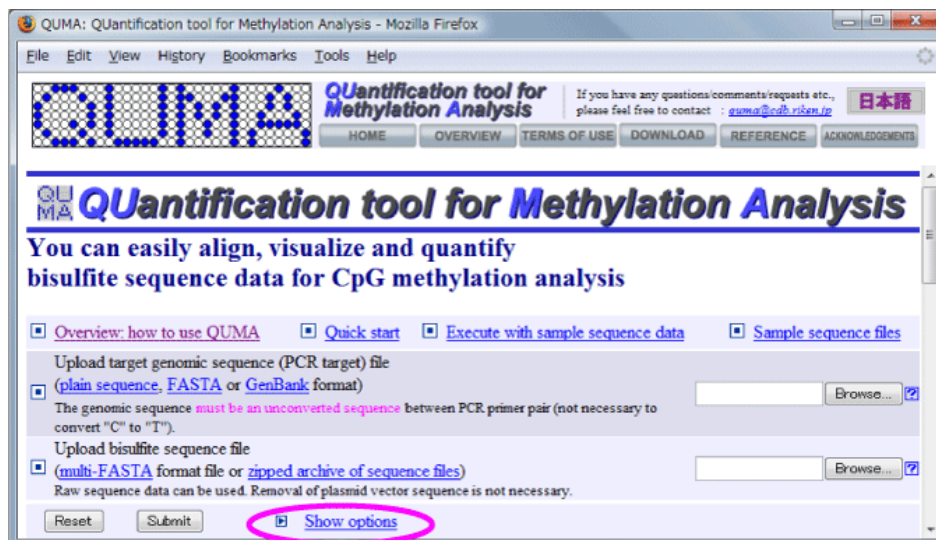 QUMA: QUantification tool for Methylation Analysis - Mozilla Firefox
File Edit View History Bookmarks Tools Help
QUMA
QUantification tool for
Methylation Analysis
If you have any questions/comments/requests etc.,
please feel free to contact : quma@cdb.riken.jp
日本語
HOME OVERVIEW TERMS OF USE DOWNLOAD REFERENCE ACKNOWLEDGEMENTS
QU
MA
QUantification tool for Methylation Analysis
You can easily align, visualize and quantify
bisulfite sequence data for CpG methylation analysis
Overview: how to use QUMA Quick start Execute with sample sequence data Sample sequence files
Upload target genomic sequence (PCR target) file
(plain sequence, FASTA or GenBank format)
Browse... ?
The genomic sequence must be an unconverted sequence between PCR primer pair (not necessary to
convert "C" to "T").
Upload bisulfite sequence file
(multi-FASTA format file or zipped archive of sequence files)
Browse... ?
Raw sequence data can be used. Removal of plasmid vector sequence is not necessary.
Reset Submit Show options